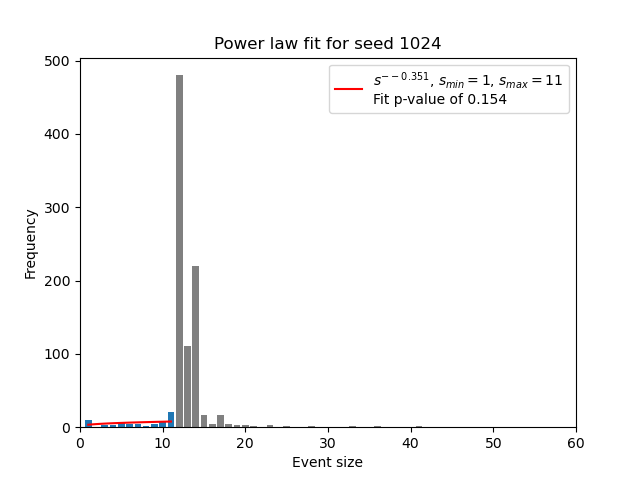 Power law fit for seed 1024
s^{--0.351}, s_{min} = 1, s_{max} = 11
Fit p-value of 0.154
Frequency
500
400
300
200
100
0
0 10 20 30 40 50 60
Event size